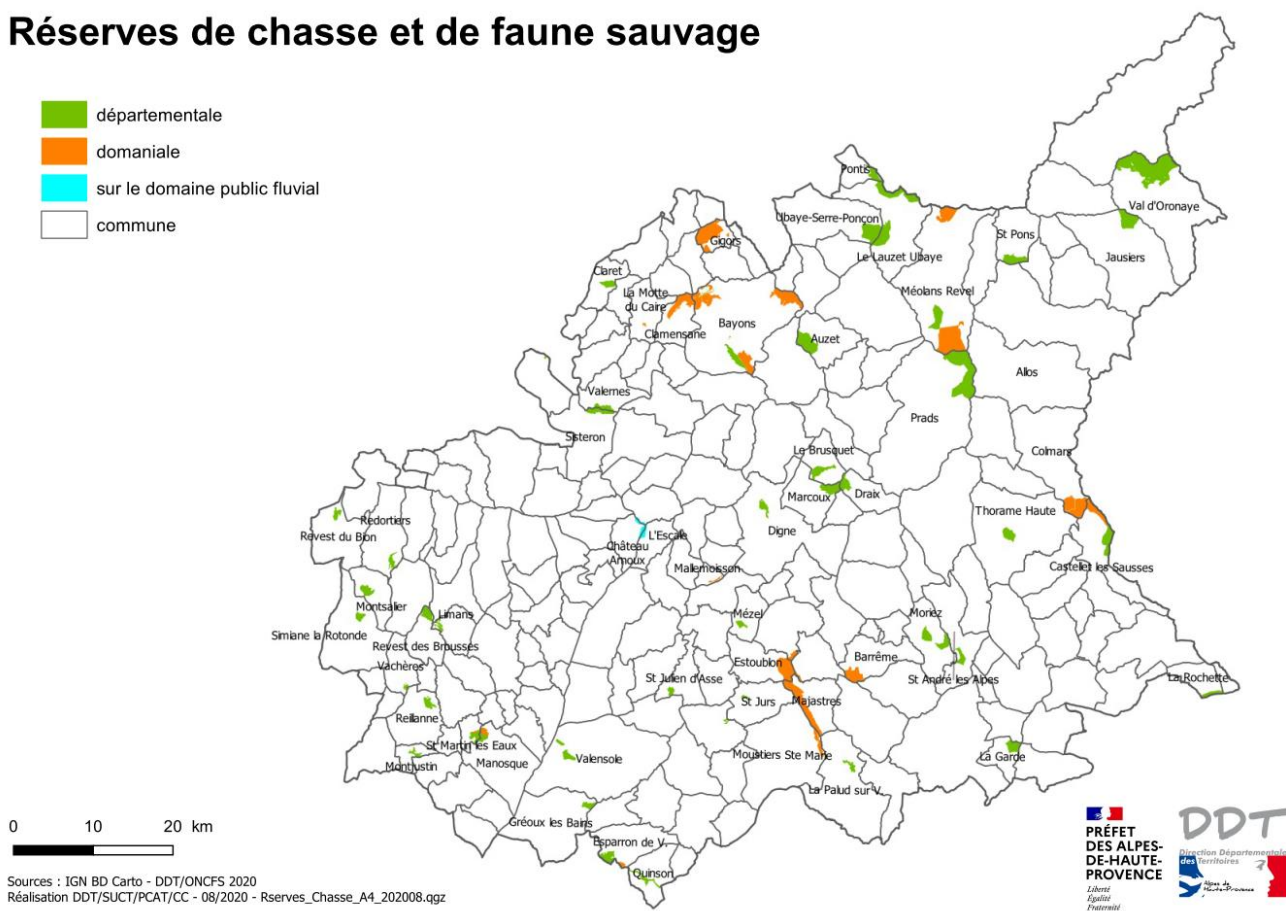 Réserves de chasse et de faune sauvage
départementale
domaniale
sur le domaine public fluvial
commune
Pontis
Val d'Oronaye
Ubaye-Serre-Ponçon
St Pons
Gigors
Le Lauzet Ubaye
Jausiers
Claret
La Motte
du Caire
Méolans Revel
Bayons
Clamensane
Auzet
Allos
Valernes
Prads
Sisteron
Colmars
Le Brusquet
Marcoux
Draix
Redortiers
Revest du Bion
Thorame Haute
Digne
L'Escale
Château
Arnoux
Mallemoisson
Castellet les Sausses
Montsalier
Limans
Mézel
Moriez
Simiane la Rotonde
Revest des Brousses
Vachères
Estoublon
Barrême
St Julien d'Asse
St André les Alpes
La Rochette
St Jurs
Majastres
Reillanne
St Martin les Eaux
Manosque
Montjustin
Valensole
Moustiers Ste Marie
La Garde
La Palud sur V.
Gréoux les Bains
Esparron de V.
Quinson
0 10 20 km
Sources : IGN BD Carto - DDT/ONCFS 2020
Réalisation DDT/SUCT/PCAT/CC - 08/2020 - Rserves_Chasse_A4_202008.qgz
PRÉFET
DES ALPES-
DE-HAUTE-
PROVENCE
Liberté
Égalité
Fraternité
DDT
Direction Départementale
des Territoires
Alpes de
Haute-Provence